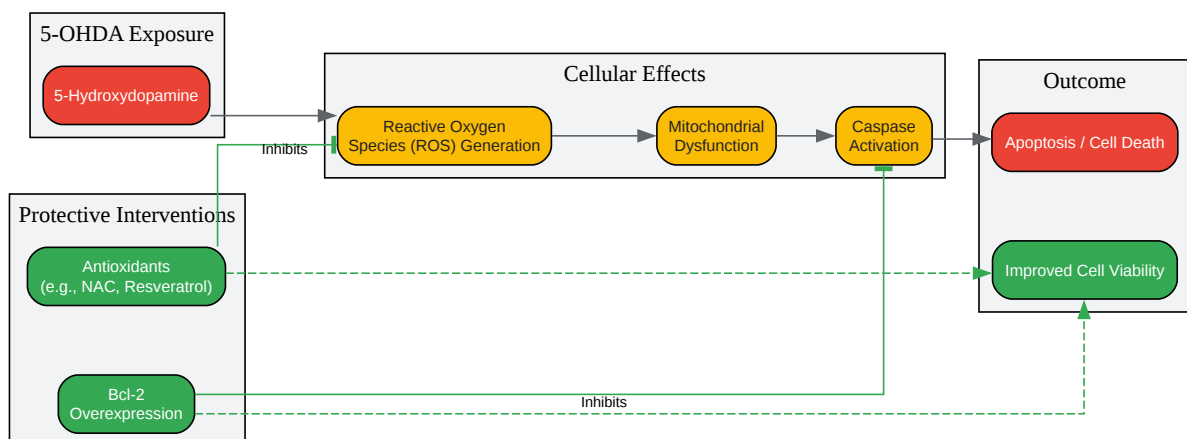 5-OHDA Exposure
5-Hydroxydopamine
Cellular Effects
Reactive Oxygen
Species (ROS) Generation
Mitochondrial
Dysfunction
Caspase
Activation
Outcome
Apoptosis / Cell Death
Improved Cell Viability
Inhibits
Protective Interventions
Antioxidants
(e.g., NAC, Resveratrol)
Bcl-2
Overexpression
Inhibits